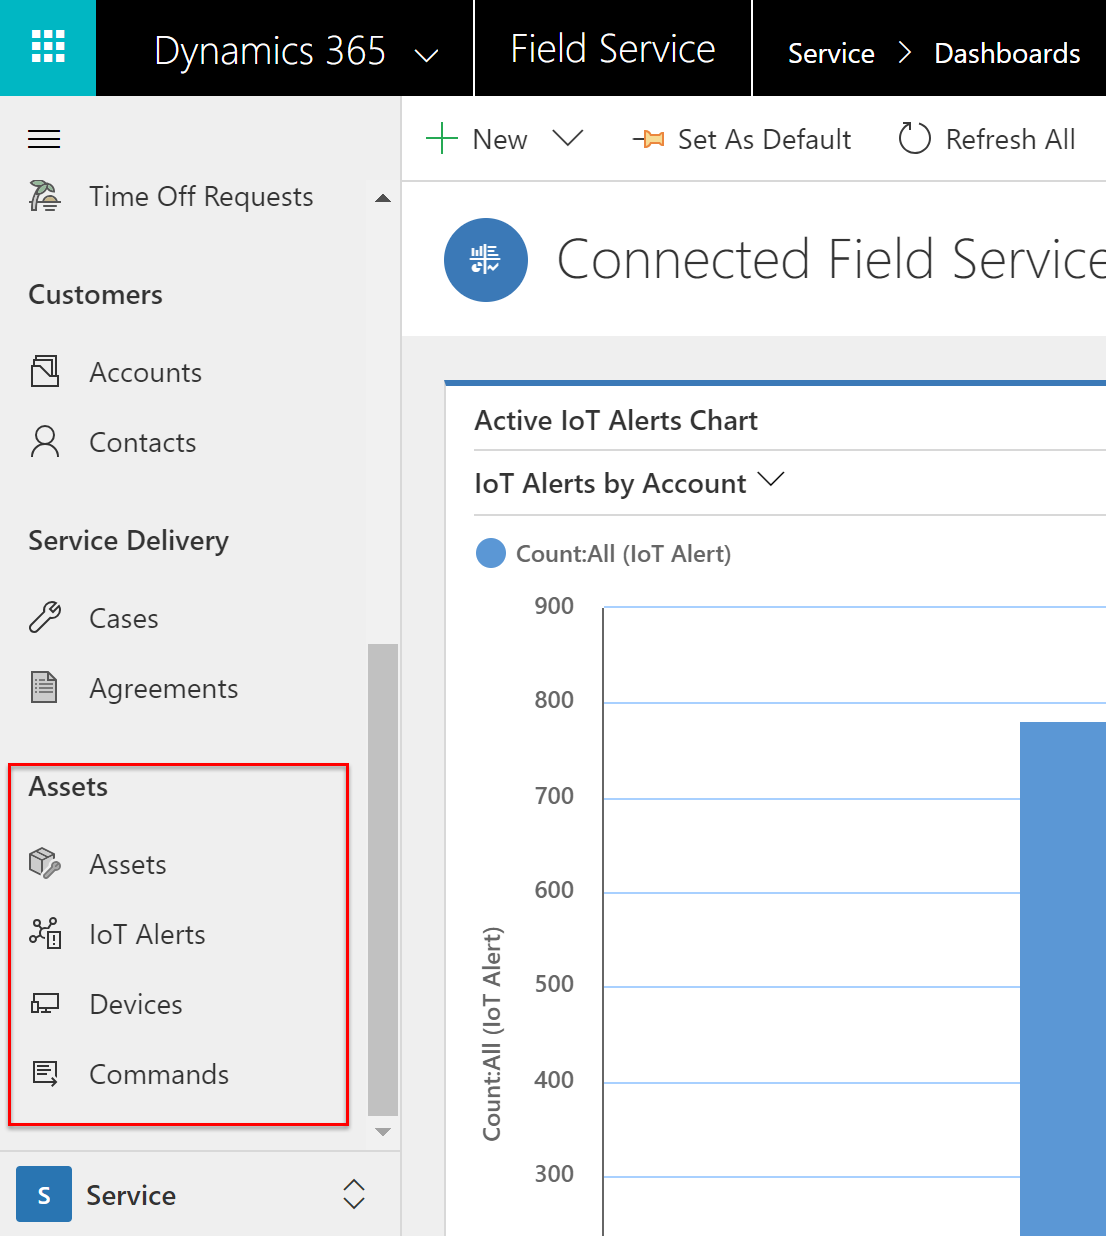 Dynamics 365
Field Service
Service > Dashboards
New
Set As Default
Refresh All
Time Off Requests
Customers
Accounts
Contacts
Service Delivery
Cases
Agreements
Assets
Assets
IoT Alerts
Devices
Commands
S
Service
Connected Field Service
Active IoT Alerts Chart
IoT Alerts by Account
Count:All (IoT Alert)
900
800
700
600
500
400
300
Count:All (IoT Alert)